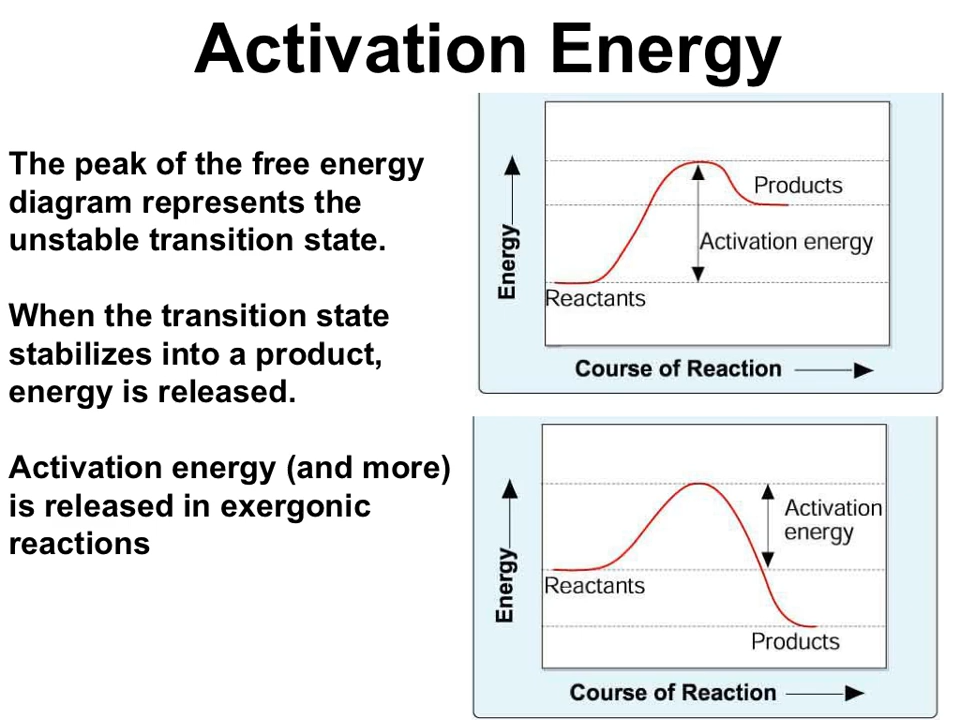 Activation Energy
The peak of the free energy
diagram represents the
unstable transition state.
When the transition state
stabilizes into a product,
energy is released.
Activation energy (and more)
is released in exergonic
reactions
Energy
Products
Activation energy
Reactants
Course of Reaction
Energy
Activation
energy
Reactants
Products
Course of Reaction